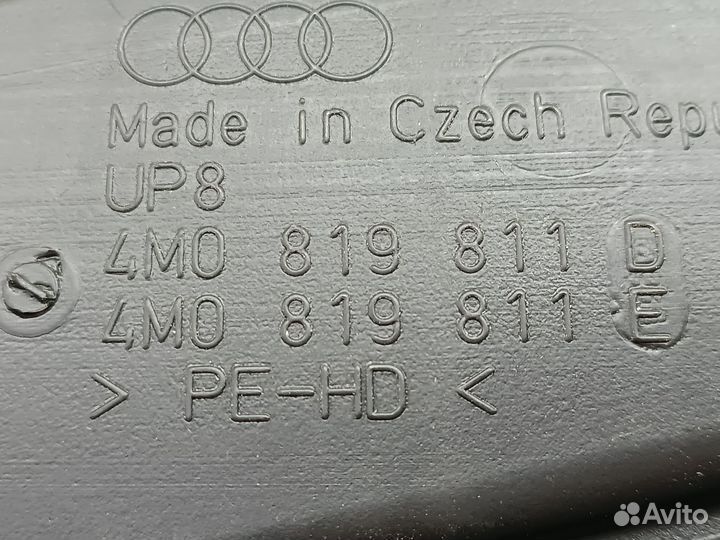 Made in Czech Repu
UP8
4M0 819 811 D
4M0 819 811 E
> PE-HD <
Avito